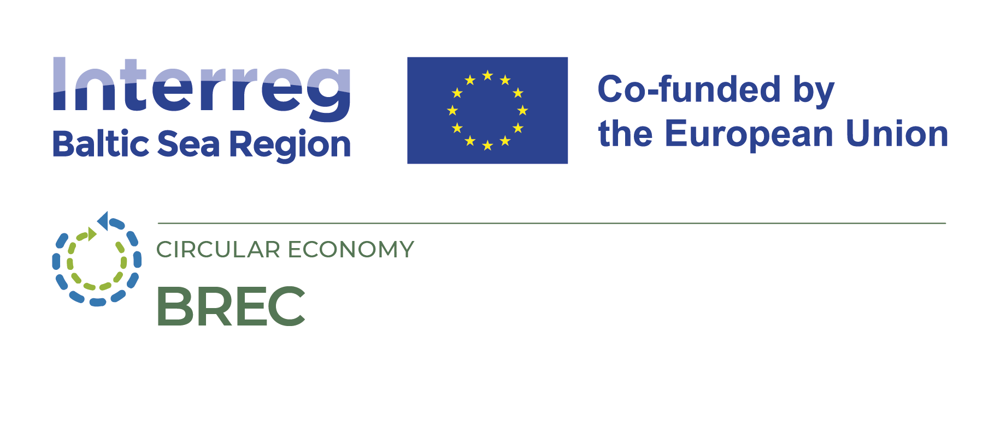 Interreg
Baltic Sea Region
Co-funded by
the European Union
CIRCULAR ECONOMY
BREC